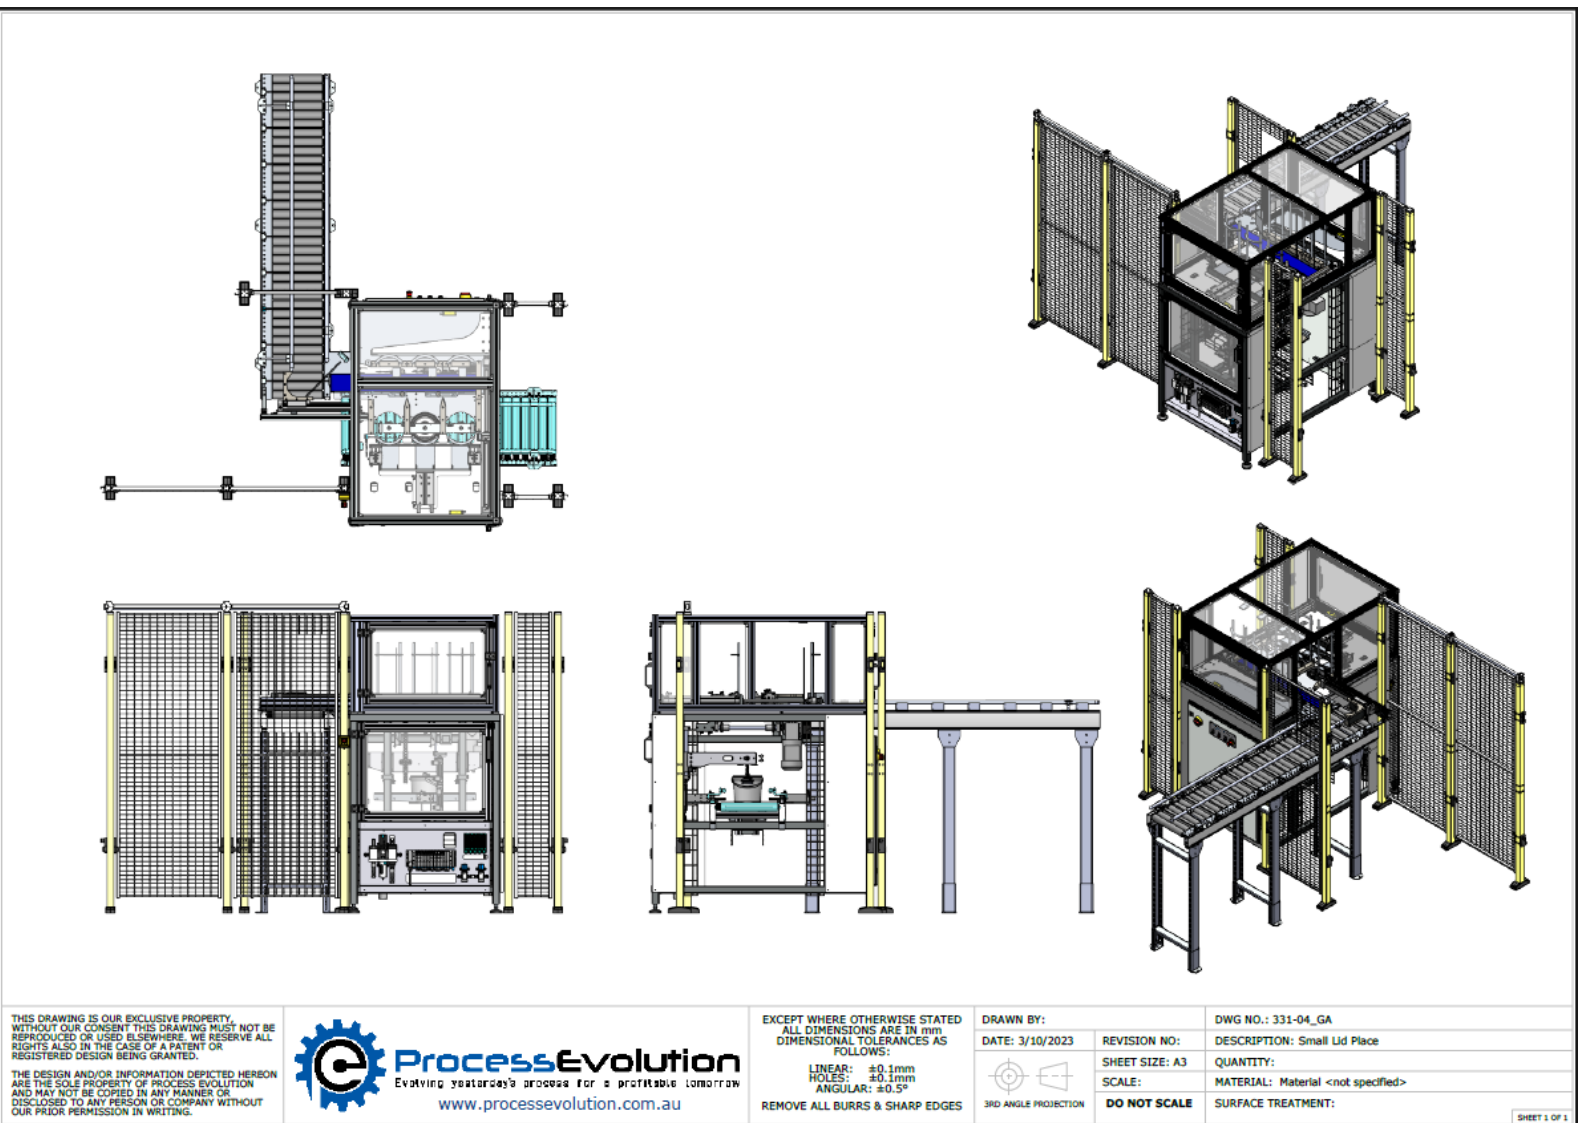 THIS DRAWING IS OUR EXCLUSIVE PROPERTY,
WITHOUT OUR CONSENT THIS DRAWING MUST NOT BE
REPRODUCED OR USED ELSEWHERE. WE RESERVE ALL
RIGHTS ALSO IN THE CASE OF A PATENT OR
REGISTERED DESIGN BEING GRANTED.
THE DESIGN AND/OR INFORMATION DEPICTED HEREON
ARE THE SOLE PROPERTY OF PROCESS EVOLUTION
AND MAY NOT BE COPIED IN ANY MANNER OR
DISCLOSED TO ANY PERSON OR COMPANY WITHOUT
OUR PRIOR PERMISSION IN WRITING.
ProcessEvolution
Evolving yesterday's process for a profitable tomorrow
www.processevolution.com.au
EXCEPT WHERE OTHERWISE STATED
ALL DIMENSIONS ARE IN mm
DIMENSIONAL TOLERANCES AS
FOLLOWS:
LINEAR: ±0.1mm
HOLES: ±0.1mm
ANGULAR: ±0.5°
REMOVE ALL BURRS & SHARP EDGES
DRAWN BY:
DATE: 3/10/2023
3RD ANGLE PROJECTION
REVISION NO:
SHEET SIZE: A3
SCALE:
DO NOT SCALE
DWG NO.: 331-04_GA
DESCRIPTION: Small Lid Place
QUANTITY:
MATERIAL: Material <not specified>
SURFACE TREATMENT:
SHEET 1 OF 1